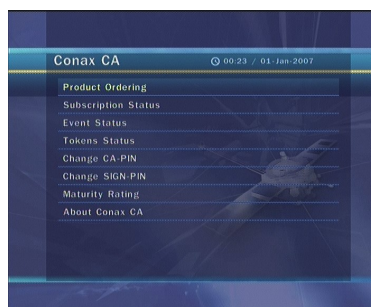 Conax CA 00:23 / 01-Jan-2007
Product Ordering
Subscription Status
Event Status
Tokens Status
Change CA-PIN
Change SIGN-PIN
Maturity Rating
About Conax CA